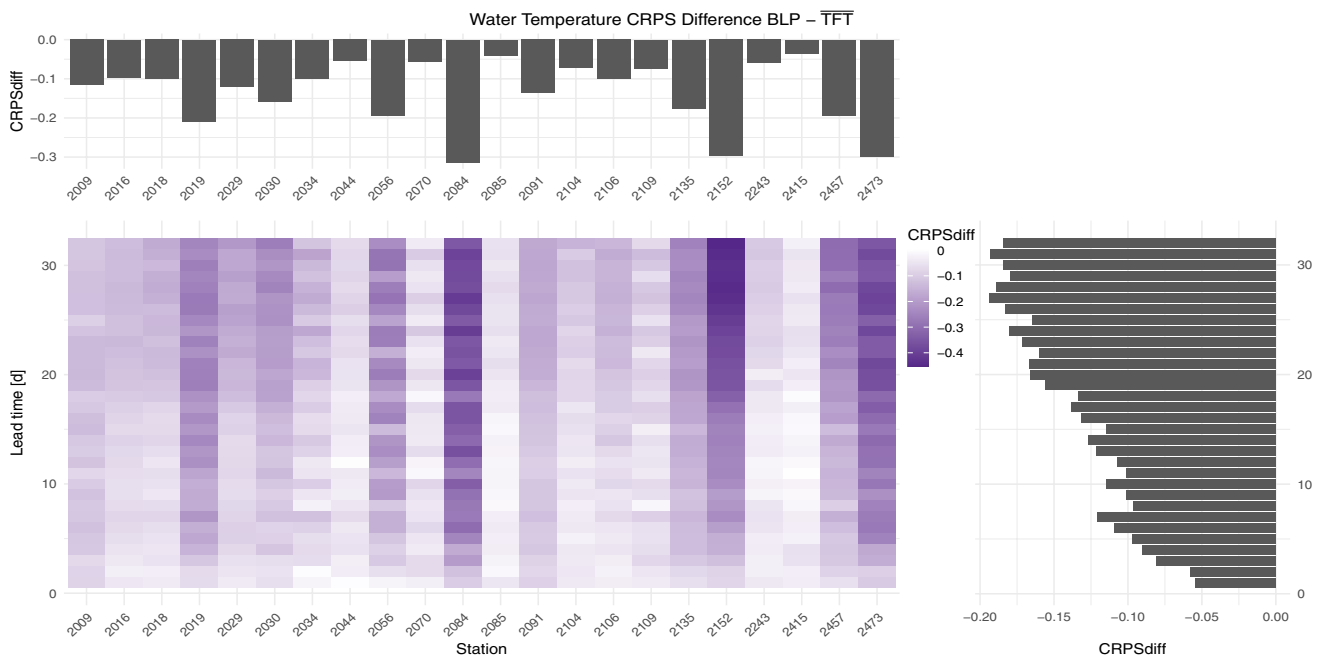 Water Temperature CRPS Difference BLP – TFT
CRPSdiff
0.0
−0.1
−0.2
−0.3
2009 2016 2018 2019 2029 2030 2034 2044 2056 2070 2084 2085 2091 2104 2106 2109 2135 2152 2243 2415 2457 2473
Lead time [d]
30
20
10
0
2009 2016 2018 2019 2029 2030 2034 2044 2056 2070 2084 2085 2091 2104 2106 2109 2135 2152 2243 2415 2457 2473
Station
CRPSdiff
0
−0.1
−0.2
−0.3
−0.4
30
20
10
0
−0.20 −0.15 −0.10 −0.05 0.00
CRPSdiff